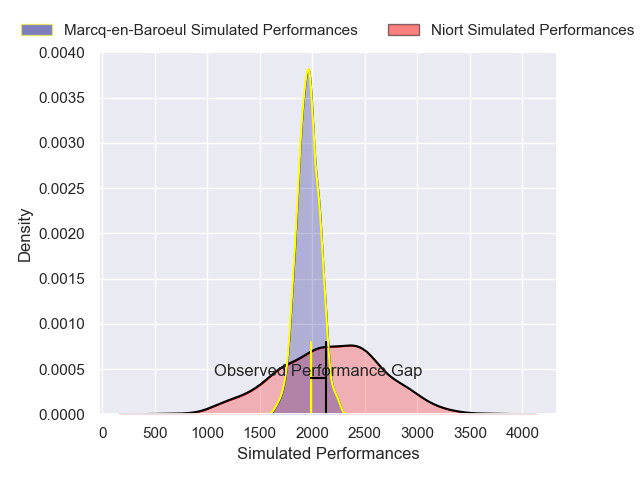 Marcq-en-Baroeul Simulated Performances
Niort Simulated Performances
0.0040
0.0035
0.0030
0.0025
0.0020
0.0015
0.0010
0.0005
0.0000
Density
Observed Performance Gap
0 500 1000 1500 2000 2500 3000 3500 4000
Simulated Performances